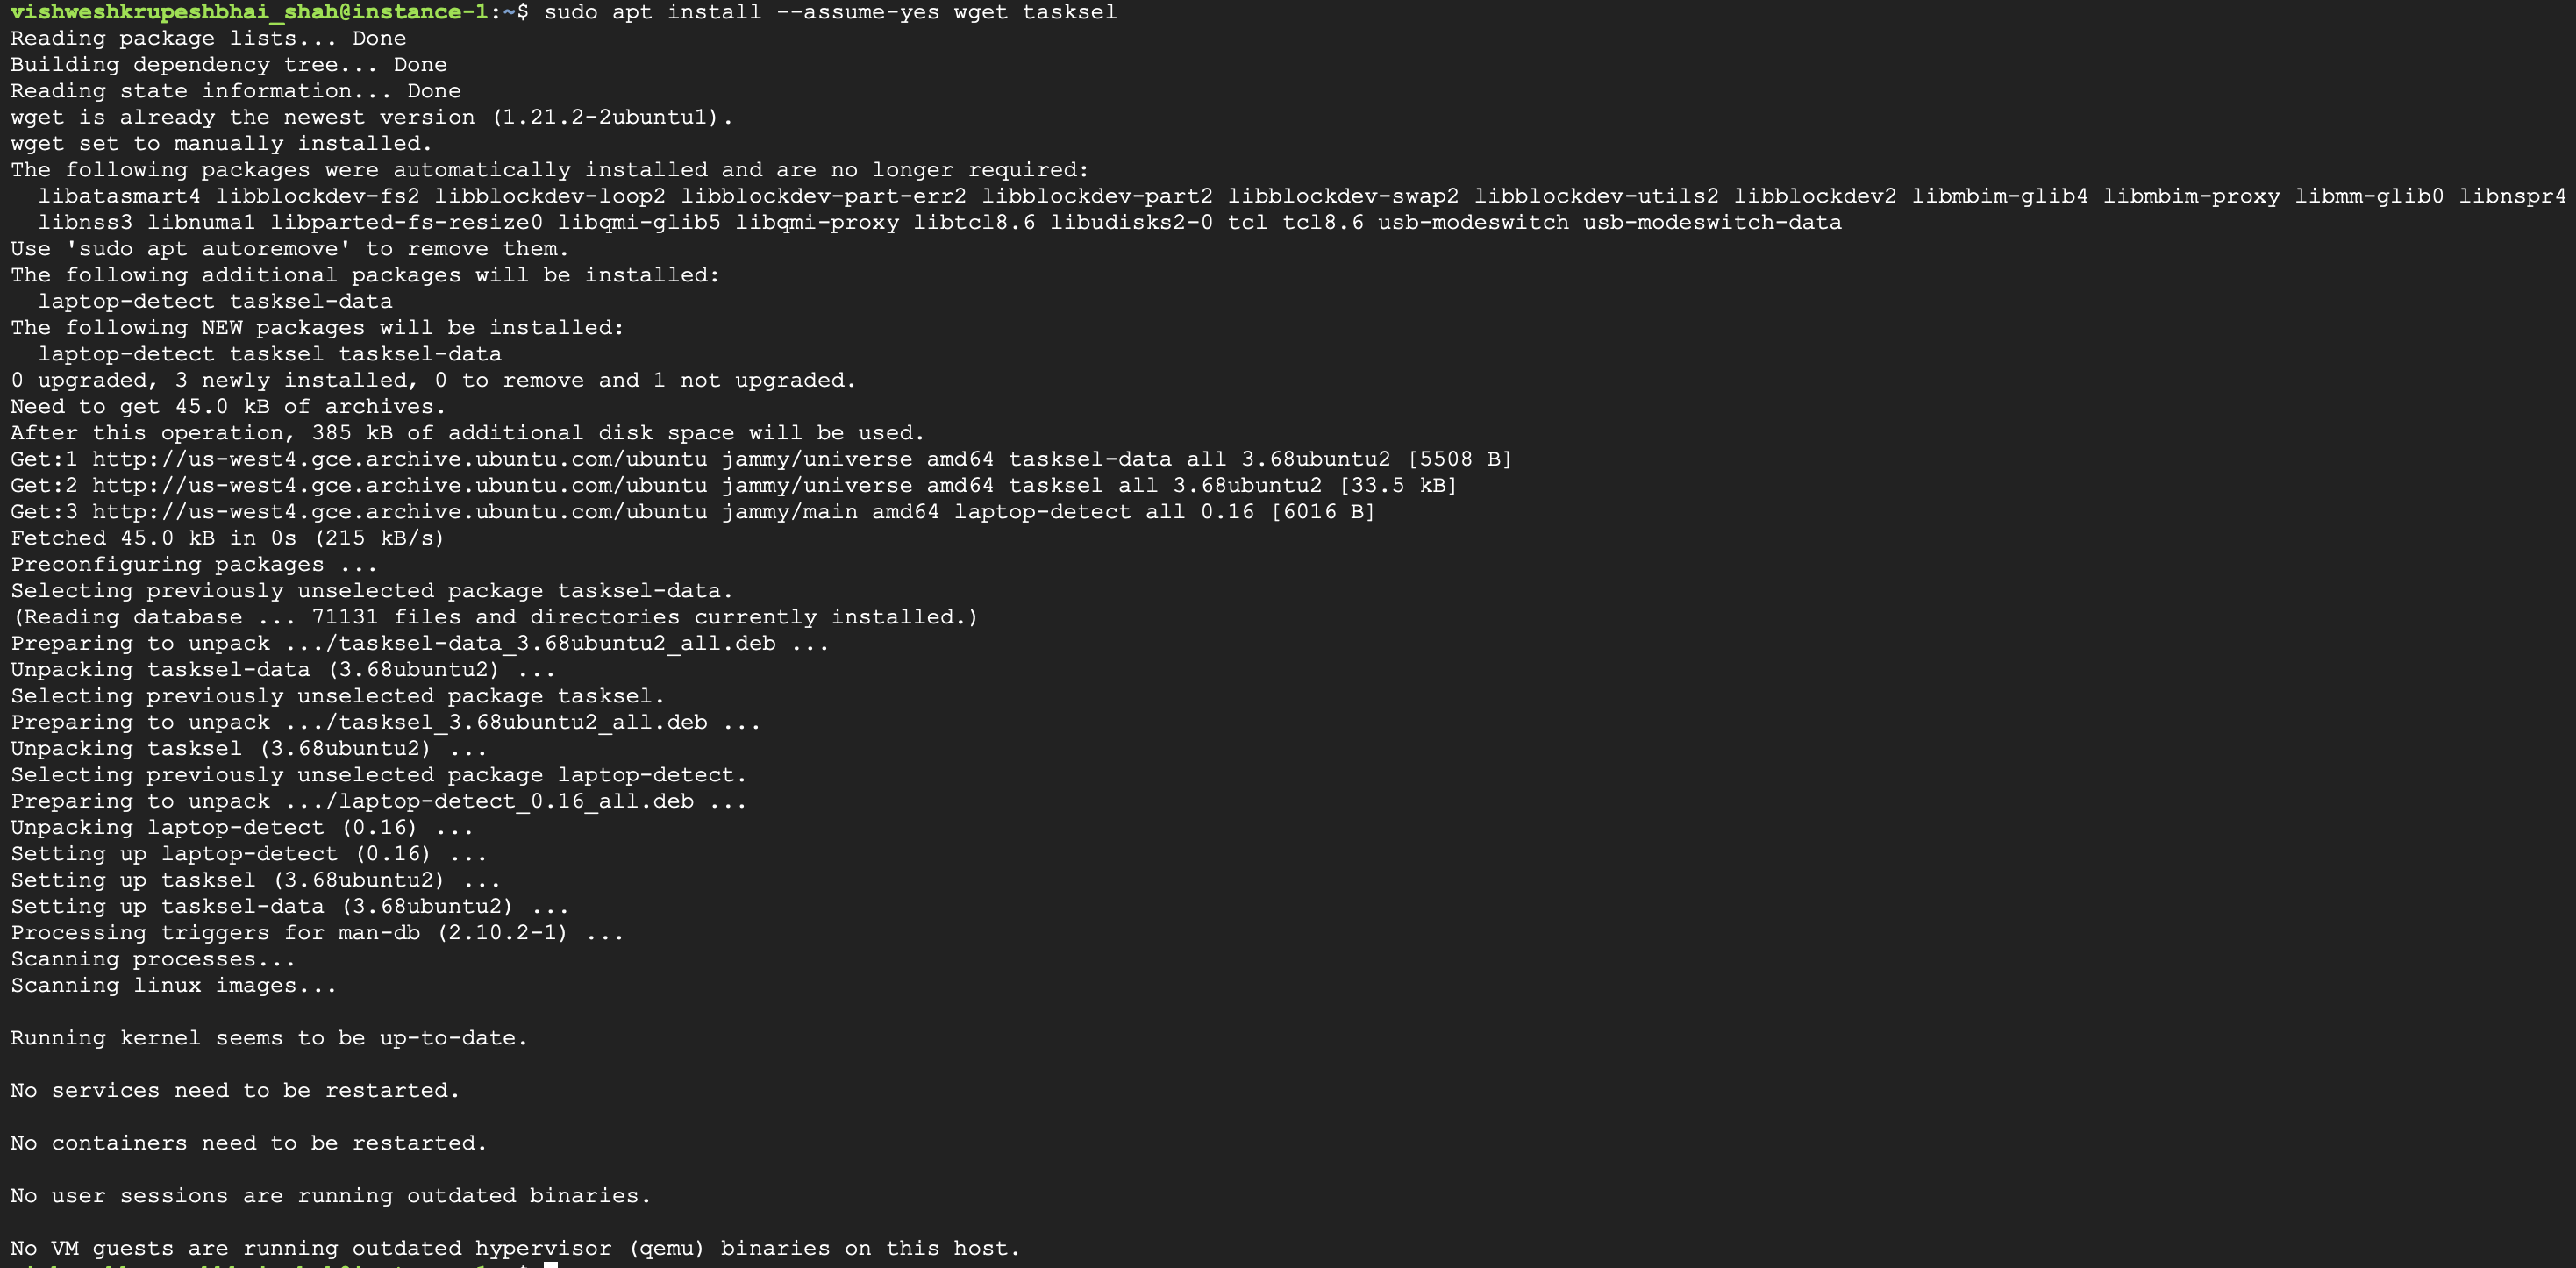 vishweshkrupeshbhai_shah@instance-1:~$ sudo apt install --assume-yes wget tasksel
Reading package lists... Done
Building dependency tree... Done
Reading state information... Done
wget is already the newest version (1.21.2-2ubuntu1).
wget set to manually installed.
The following packages were automatically installed and are no longer required:
  libatasmart4 libblockdev-fs2 libblockdev-loop2 libblockdev-part-err2 libblockdev-part2 libblockdev-swap2 libblockdev-utils2 libblockdev2 libmbim-glib4 libmbim-proxy libmm-glib0 libnspr4
  libnss3 libnuma1 libparted-fs-resize0 libqmi-glib5 libqmi-proxy libtcl8.6 libudisks2-0 tcl tcl8.6 usb-modeswitch usb-modeswitch-data
Use 'sudo apt autoremove' to remove them.
The following additional packages will be installed:
  laptop-detect tasksel-data
The following NEW packages will be installed:
  laptop-detect tasksel tasksel-data
0 upgraded, 3 newly installed, 0 to remove and 1 not upgraded.
Need to get 45.0 kB of archives.
After this operation, 385 kB of additional disk space will be used.
Get:1 http://us-west4.gce.archive.ubuntu.com/ubuntu jammy/universe amd64 tasksel-data all 3.68ubuntu2 [5508 B]
Get:2 http://us-west4.gce.archive.ubuntu.com/ubuntu jammy/universe amd64 tasksel all 3.68ubuntu2 [33.5 kB]
Get:3 http://us-west4.gce.archive.ubuntu.com/ubuntu jammy/main amd64 laptop-detect all 0.16 [6016 B]
Fetched 45.0 kB in 0s (215 kB/s)
Preconfiguring packages ...
Selecting previously unselected package tasksel-data.
(Reading database ... 71131 files and directories currently installed.)
Preparing to unpack .../tasksel-data_3.68ubuntu2_all.deb ...
Unpacking tasksel-data (3.68ubuntu2) ...
Selecting previously unselected package tasksel.
Preparing to unpack .../tasksel_3.68ubuntu2_all.deb ...
Unpacking tasksel (3.68ubuntu2) ...
Selecting previously unselected package laptop-detect.
Preparing to unpack .../laptop-detect_0.16_all.deb ...
Unpacking laptop-detect (0.16) ...
Setting up laptop-detect (0.16) ...
Setting up tasksel (3.68ubuntu2) ...
Setting up tasksel-data (3.68ubuntu2) ...
Processing triggers for man-db (2.10.2-1) ...
Scanning processes...
Scanning linux images...
Running kernel seems to be up-to-date.
No services need to be restarted.
No containers need to be restarted.
No user sessions are running outdated binaries.
No VM guests are running outdated hypervisor (qemu) binaries on this host.